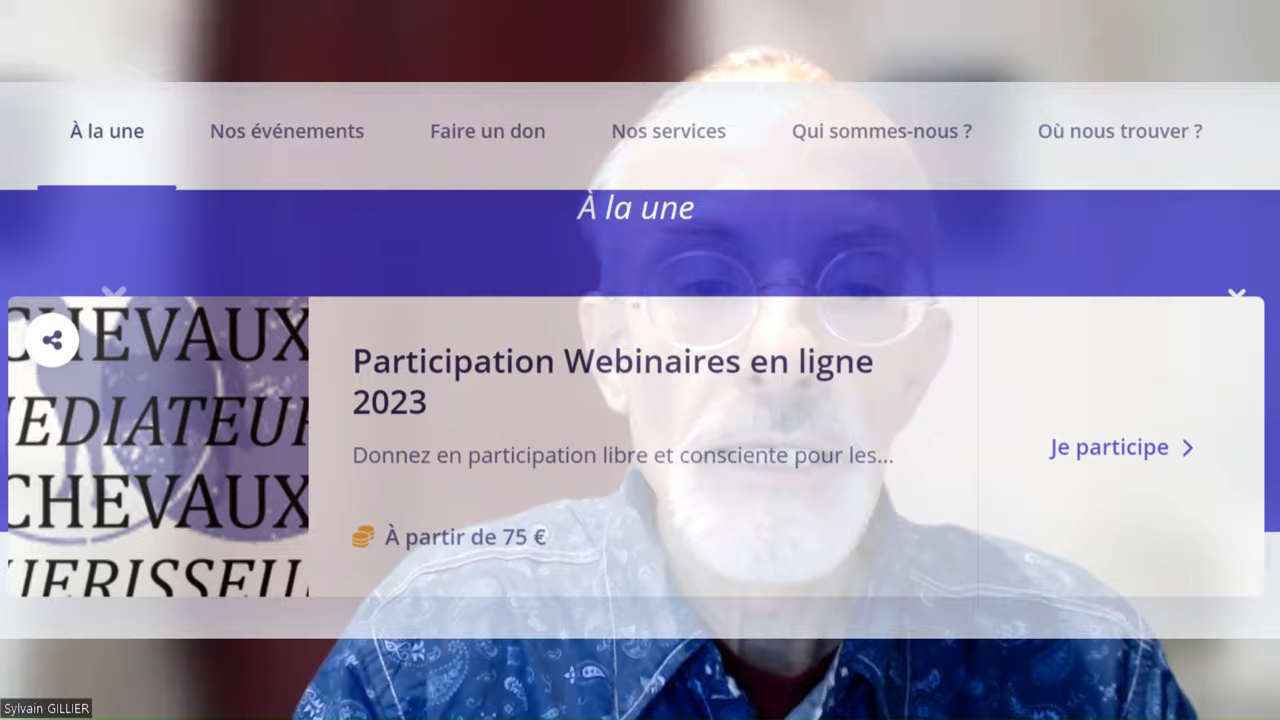 À la une
Nos événements
Faire un don
Nos services
Qui sommes-nous ?
Où nous trouver ?
À la une
CHEVAUX
MEDIATEUR
CHEVAUX
Participation Webinaires en ligne
2023
Donnez en participation libre et consciente pour les...
À partir de 75 €
Je participe
Sylvain GILLIER